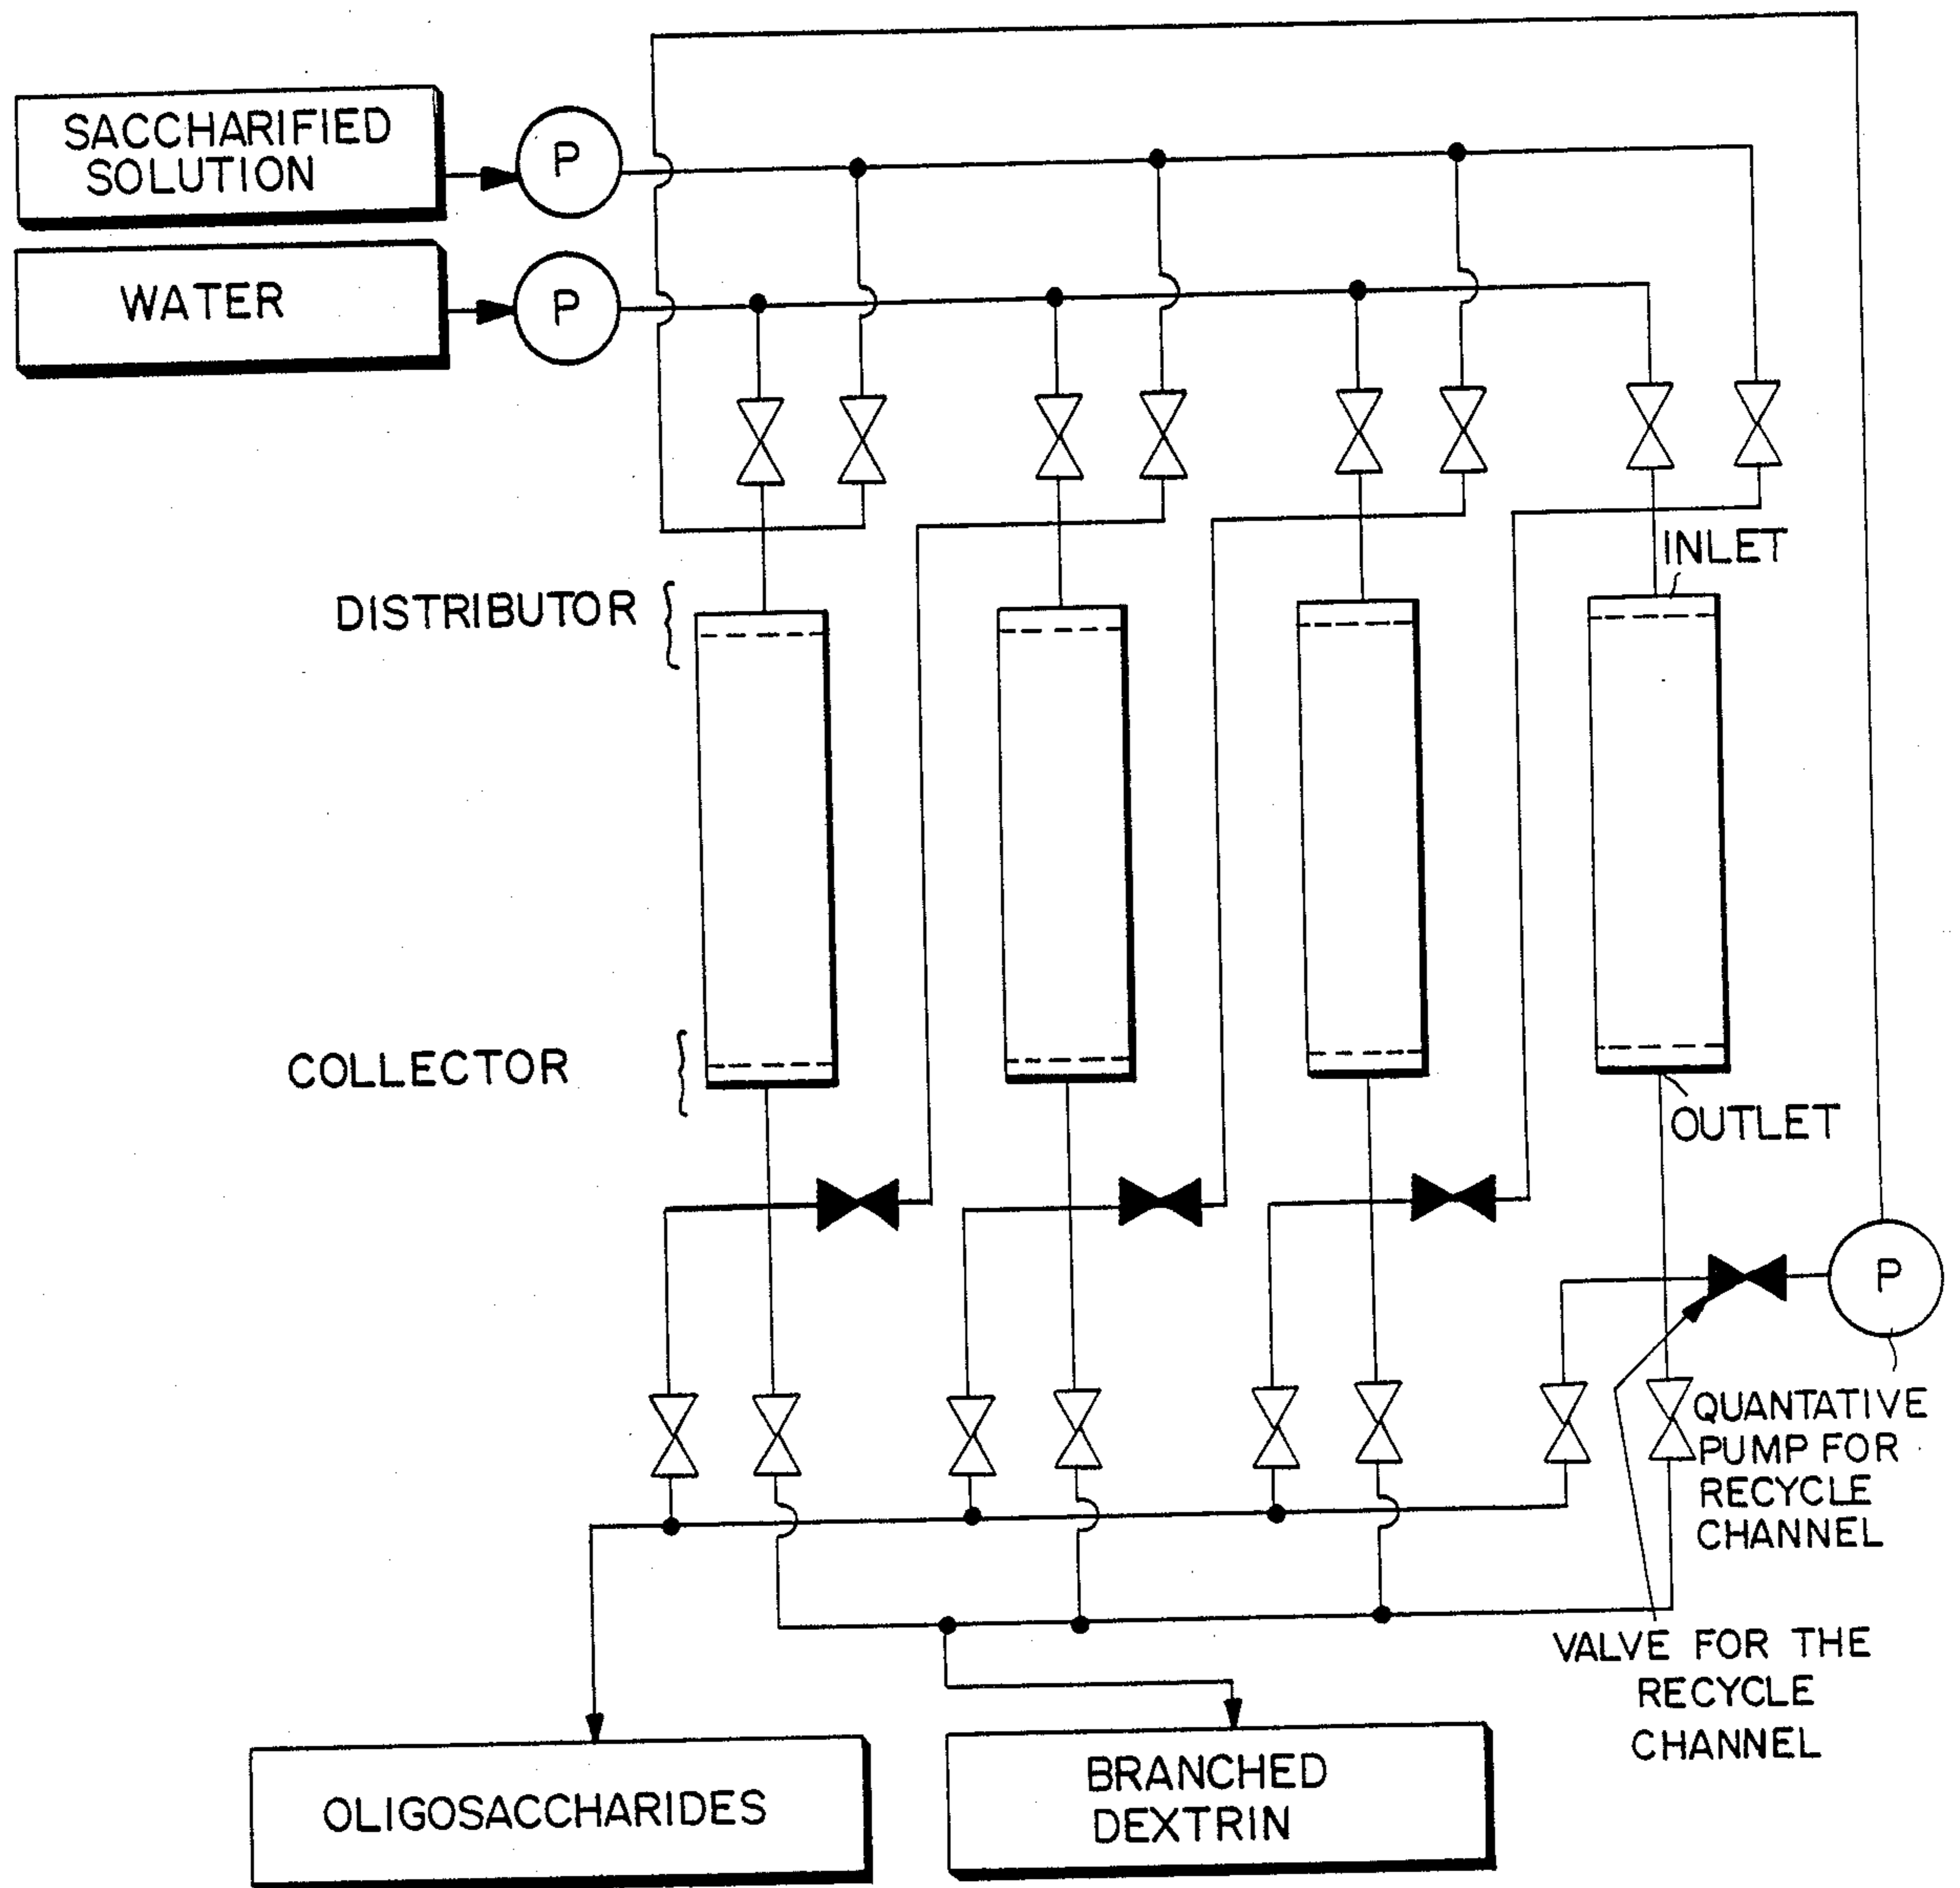 SACCHARIFIED
SOLUTION
P
WATER
P
INLET
DISTRIBUTOR
COLLECTOR
OUTLET
P
QUANTATIVE
PUMP FOR
RECYCLE
CHANNEL
VALVE FOR THE
RECYCLE
CHANNEL
BRANCHED
DEXTRIN
OLIGOSACCHARIDES